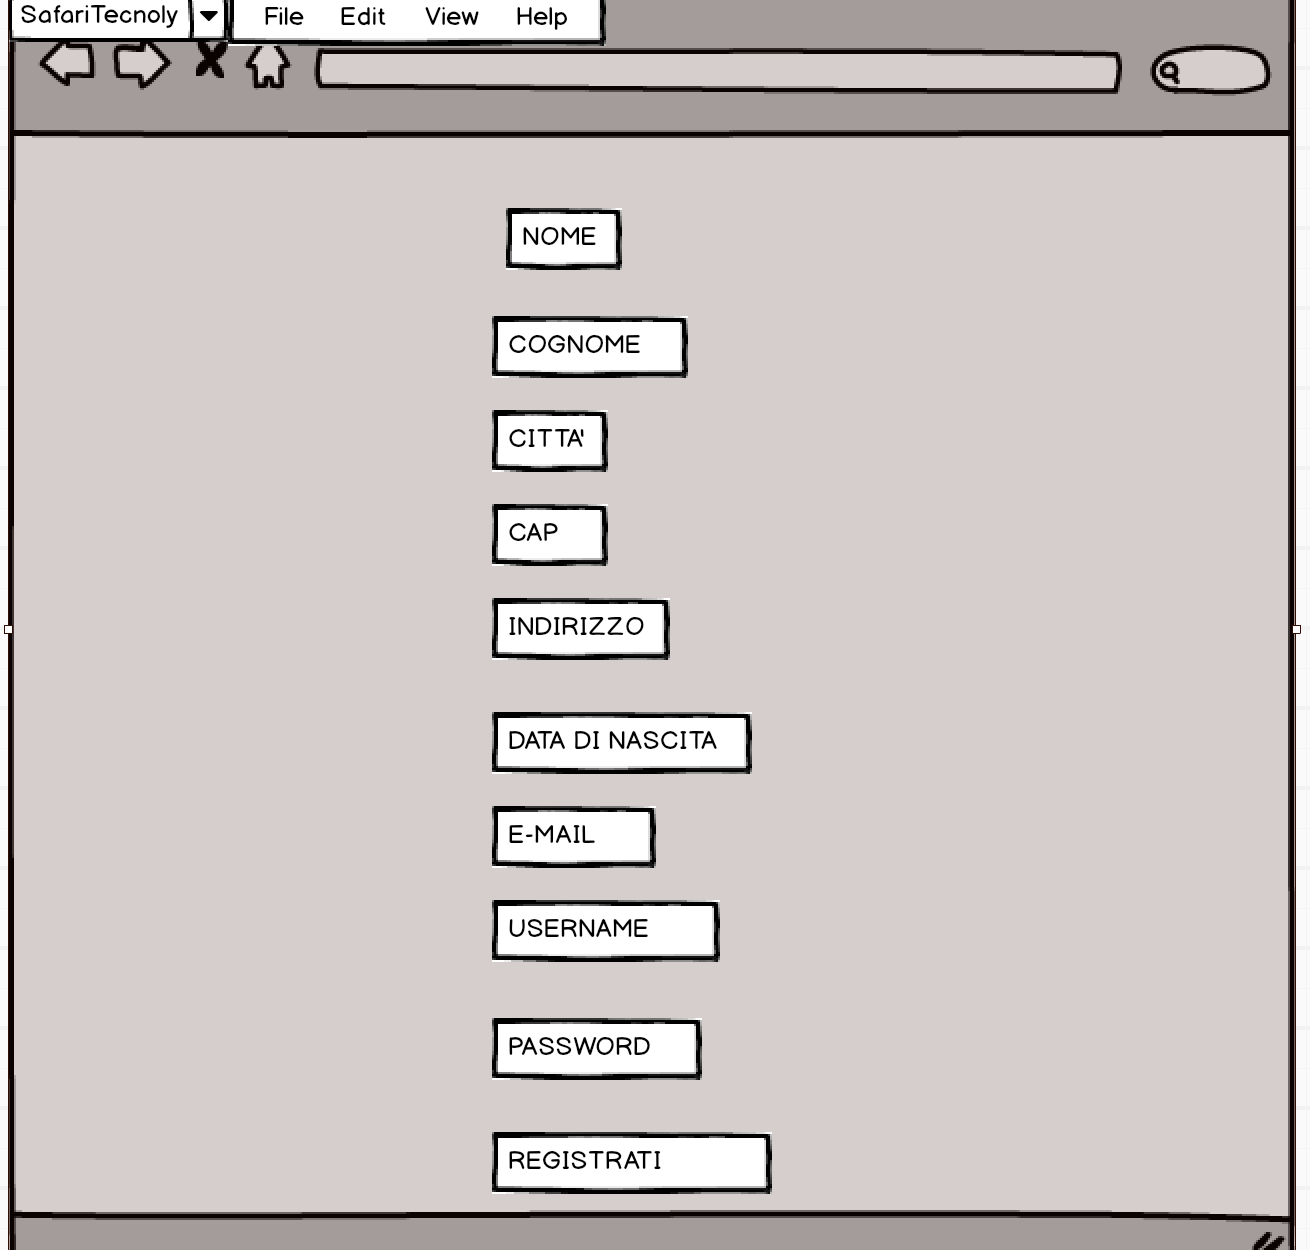 SafariTecnoly File Edit View Help
NOME
COGNOME
CITTA'
CAP
INDIRIZZO
DATA DI NASCITA
E-MAIL
USERNAME
PASSWORD
REGISTRATI